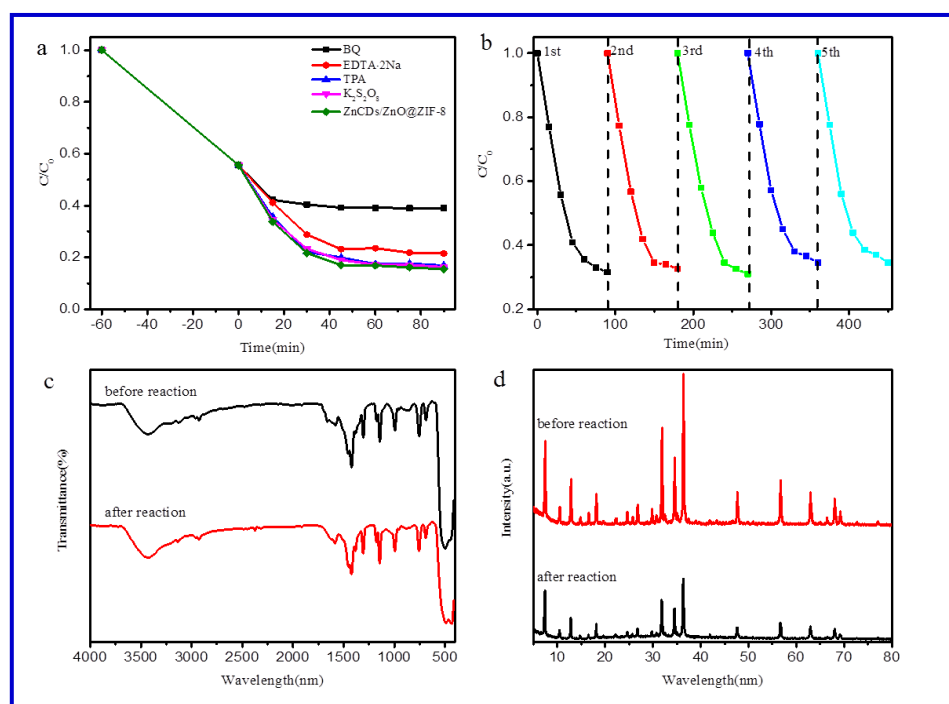 a
BQ
EDTA-2Na
TPA
K₂S₂O₈
ZnCDs/ZnO@ZIF-8
C/C₀
1.0
0.8
0.6
0.4
0.2
0.0
-60 -40 -20 0 20 40 60 80
Time(min)
b
1st 2nd 3rd 4th 5th
C/C₀
1.0
0.8
0.6
0.4
0.2
0 100 200 300 400
Time(min)
c
before reaction
after reaction
Transmittance(%)
4000 3500 3000 2500 2000 1500 1000 500
Wavelength(nm)
d
before reaction
after reaction
Intensity(a.u.)
10 20 30 40 50 60 70 80
Wavelength(nm)